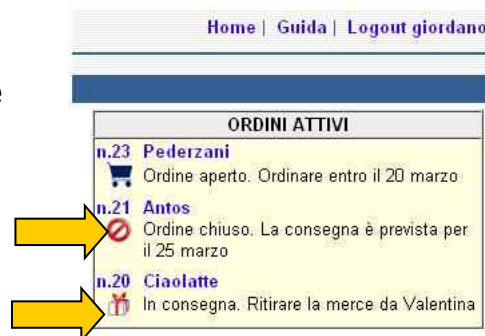 Home | Guida | Logout giordano
e
ORDINI ATTIVI
n.23 Pederzani
Ordine aperto. Ordinare entro il 20 marzo
n.21 Antos
Ordine chiuso. La consegna è prevista per
il 25 marzo
n.20 Ciaolatte
In consegna. Ritirare la merce da Valentina